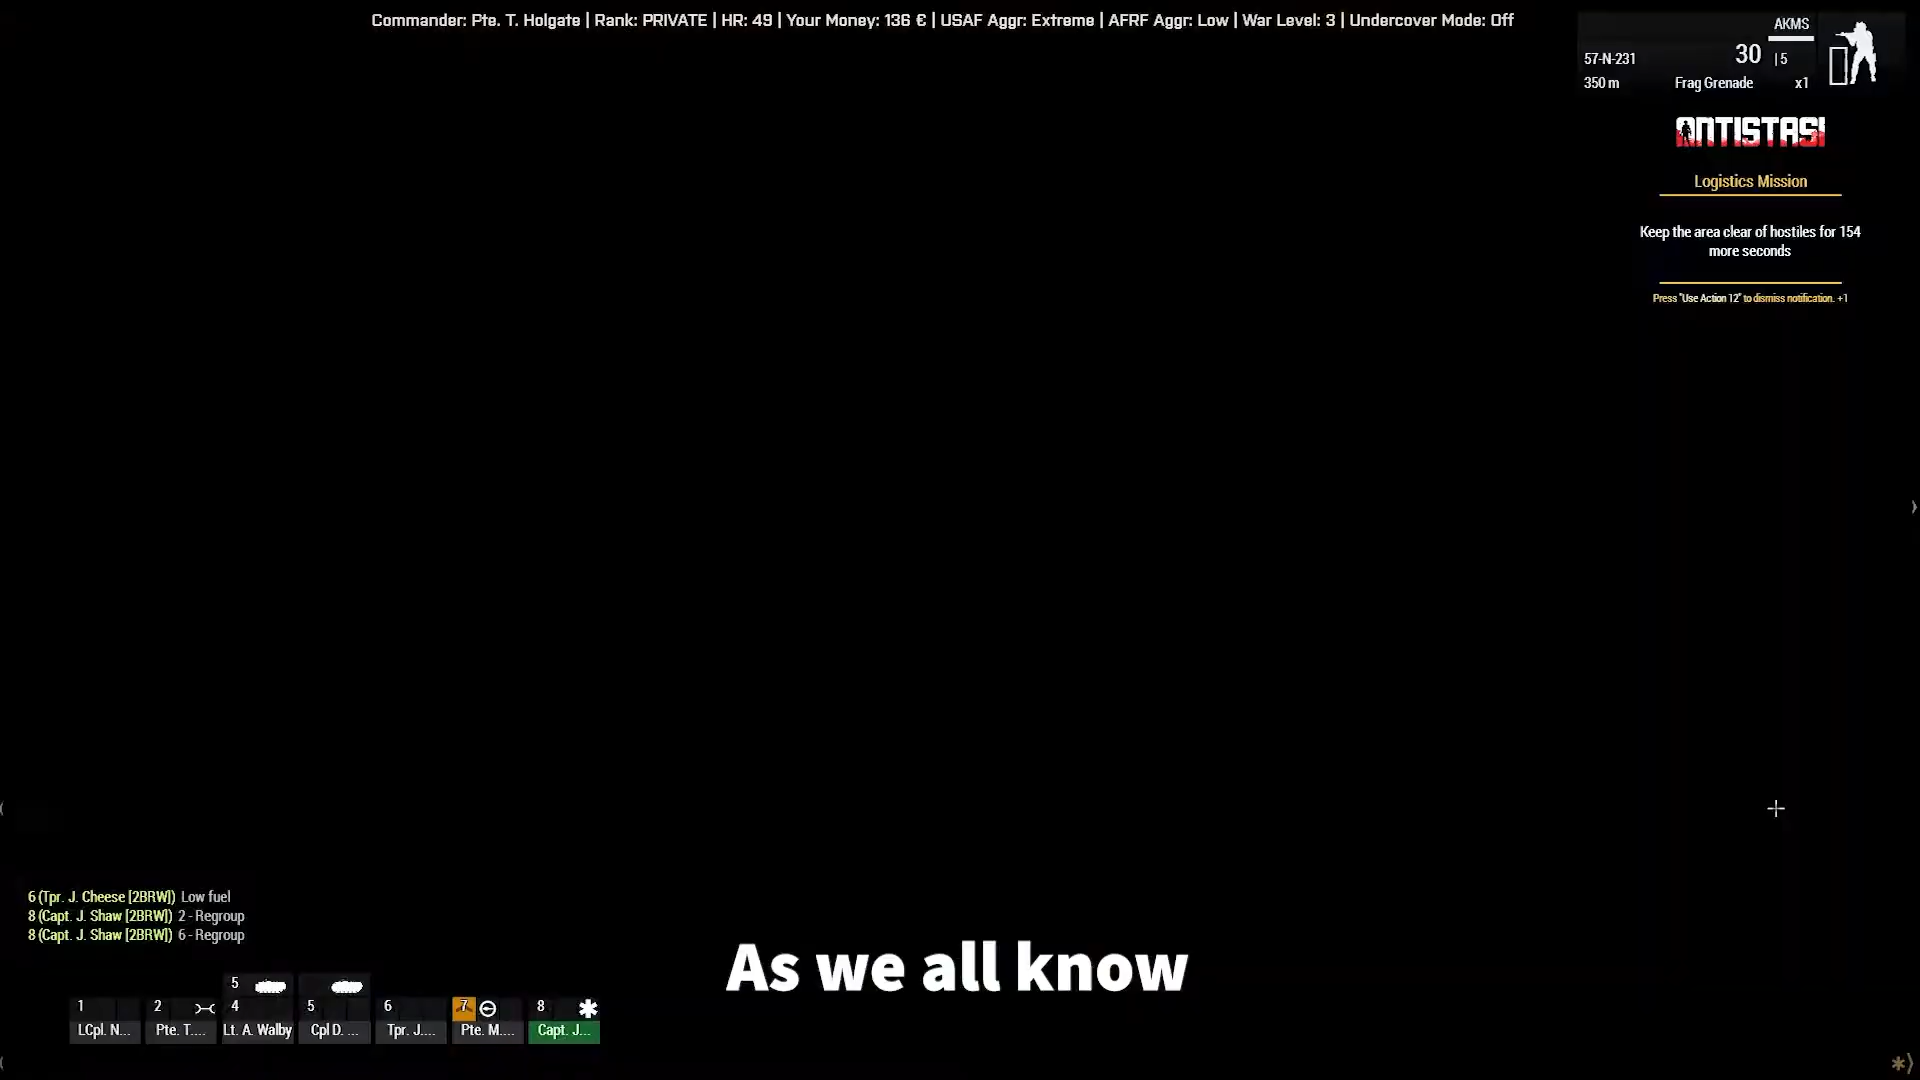 Commander: Pte. T. Holgate | Rank: PRIVATE | HR: 49 | Your Money: 136 € | USAF Aggr: Extreme | AFRF Aggr: Low | War Level: 3 | Undercover Mode: Off
AKMS
57-N-231 30 | 5
350 m Frag Grenade x1
ANTISTASI
Logistics Mission
Keep the area clear of hostiles for 154
more seconds
Press "Use Action 12" to dismiss notification. +1
6 (Tpr. J. Cheese [2BRW]) Low fuel
8 (Capt. J. Shaw [2BRW]) 2 - Regroup
8 (Capt. J. Shaw [2BRW]) 6 - Regroup
As we all know
5
1 2 4 5 6 7 8
LCpl. N... Pte. T.... Lt. A. Walby Cpl D. ... Tpr. J.... Pte. M.... Capt. J...